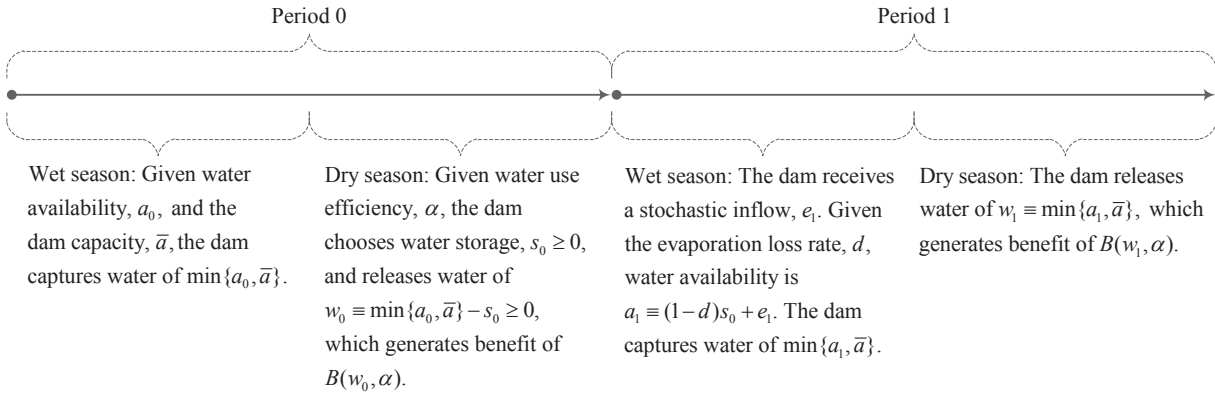 Period 0
Period 1
Wet season: Given water
availability, a₀, and the
dam capacity, a̅, the dam
captures water of min{a₀, a̅}.
Dry season: Given water use
efficiency, α, the dam
chooses water storage, s₀ ≥ 0,
and releases water of
w₀ ≡ min{a₀, a̅} − s₀ ≥ 0,
which generates benefit of
B(w₀, α).
Wet season: The dam receives
a stochastic inflow, e₁. Given
the evaporation loss rate, d,
water availability is
a₁ ≡ (1 − d)s₀ + e₁. The dam
captures water of min{a₁, a̅}.
Dry season: The dam releases
water of w₁ ≡ min{a₁, a̅}, which
generates benefit of B(w₁, α).